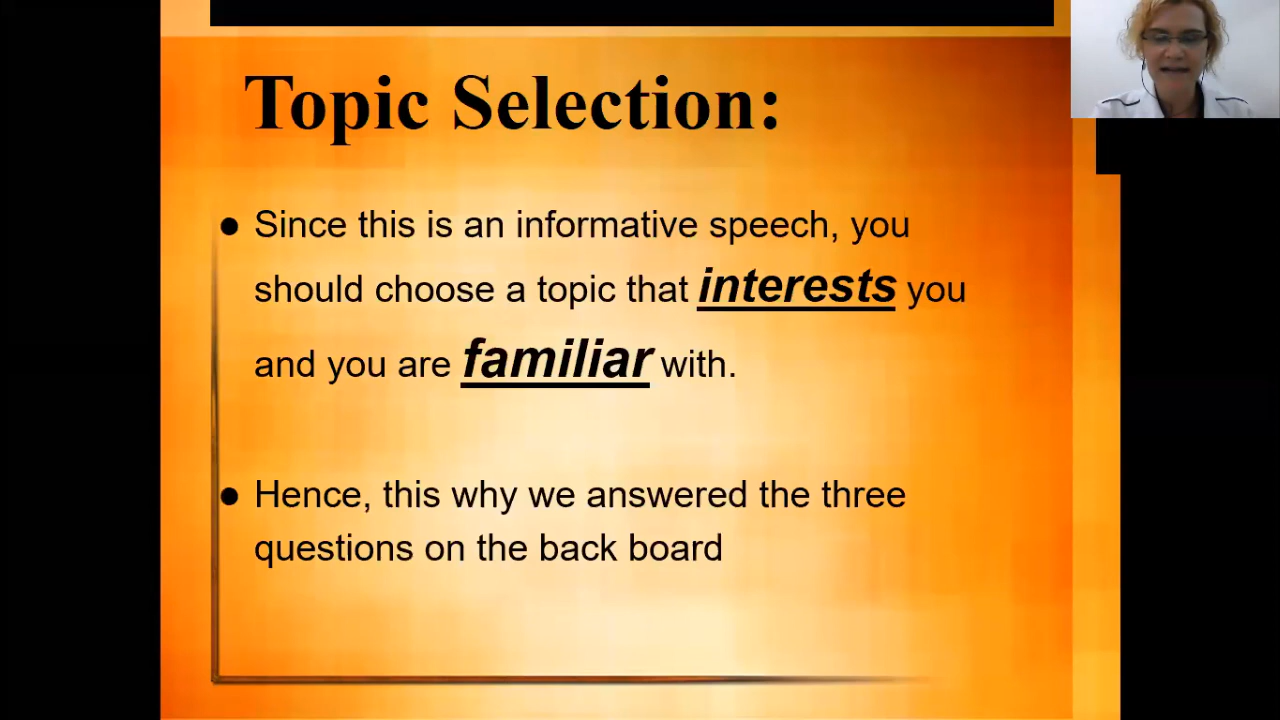 Topic Selection:
● Since this is an informative speech, you
should choose a topic that interests you
and you are familiar with.
● Hence, this why we answered the three
questions on the back board